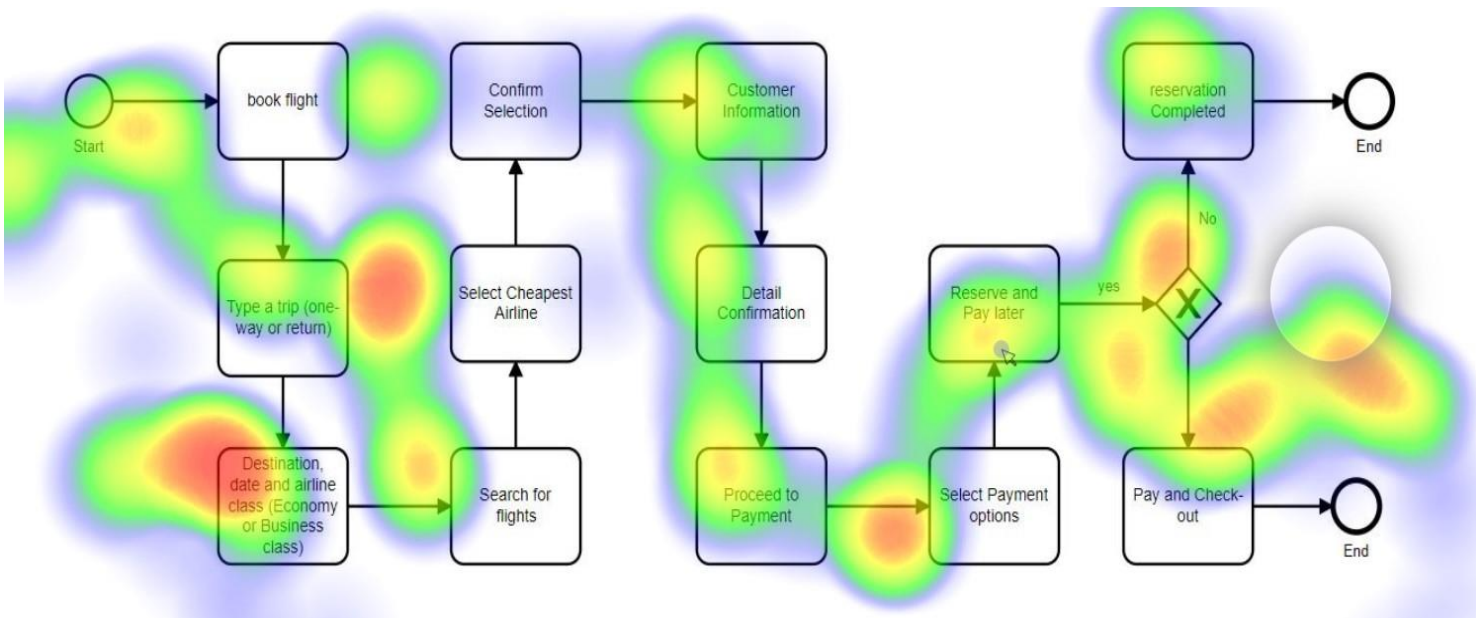 Start
book flight
Type a trip (one-
way or return)
Destination,
date and airline
class (Economy
or Business
class)
Search for
flights
Select Cheapest
Airline
Confirm
Selection
Customer
Information
Detail
Confirmation
Proceed to
Payment
Select Payment
options
Reserve and
Pay later
yes
X
No
reservation
Completed
End
Pay and Check-
out
End